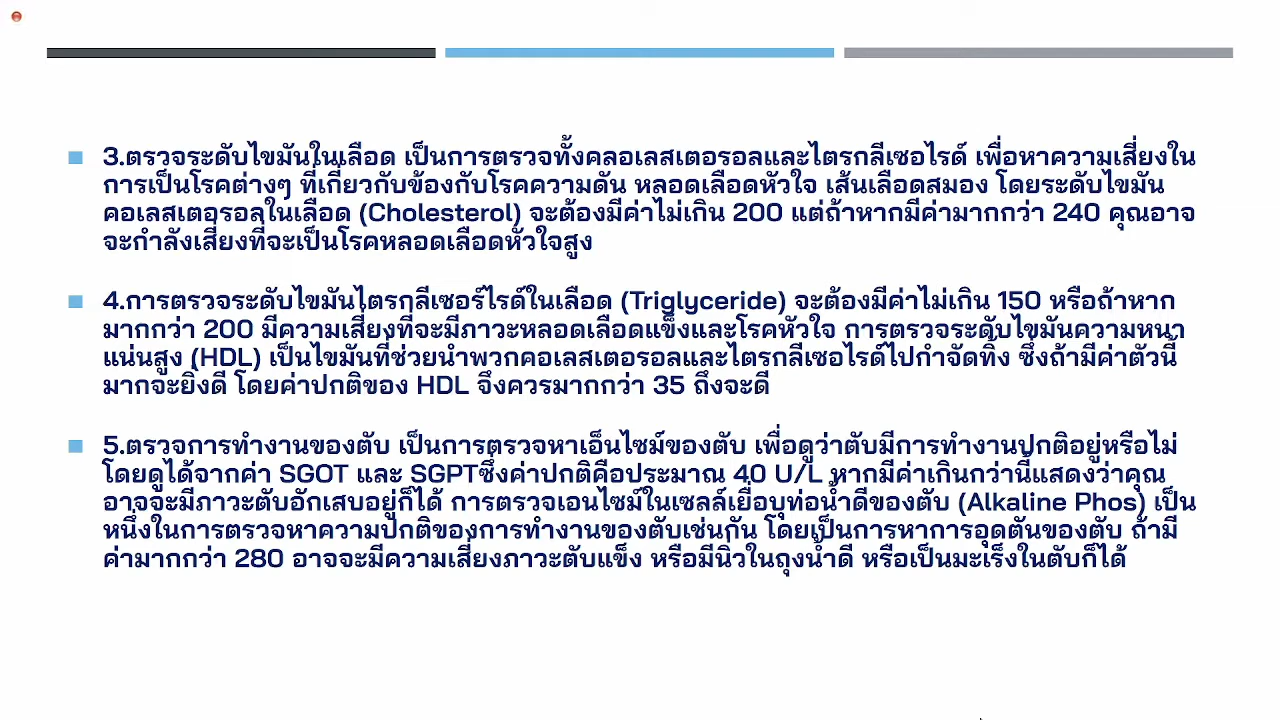 3.ตรวจระดับไขมันในเลือด เป็นการตรวจทั้งคลอเลสเตอรอลและไตรกลีเซอไรด์ เพื่อหาความเสี่ยงใน
การเป็นโรคต่างๆ ที่เกี่ยวกับข้องกับโรคความดัน หลอดเลือดหัวใจ เส้นเลือดสมอง โดยระดับไขมัน
คอเลสเตอรอลในเลือด (Cholesterol) จะต้องมีค่าไม่เกิน 200 แต่ถ้าหากมีค่ามากกว่า 240 คุณอาจ
จะกำลังเสี่ยงที่จะเป็นโรคหลอดเลือดหัวใจสูง
4.การตรวจระดับไขมันไตรกลีเซอร์ไรด์ในเลือด (Triglyceride) จะต้องมีค่าไม่เกิน 150 หรือถ้าหาก
มากกว่า 200 มีความเสี่ยงที่จะมีภาวะหลอดเลือดแข็งและโรคหัวใจ การตรวจระดับไขมันความหนา
แน่นสูง (HDL) เป็นไขมันที่ช่วยนำพวกคอเลสเตอรอลและไตรกลีเซอไรด์ไปกำจัดทิ้ง ซึ่งถ้ามีค่าตัวนี้
มากจะยิ่งดี โดยค่าปกติของ HDL จึงควรมากกว่า 35 ถึงจะดี
5.ตรวจการทำงานของตับ เป็นการตรวจหาเอ็นไซม์ของตับ เพื่อดูว่าตับมีการทำงานปกติอยู่หรือไม่
โดยดูได้จากค่า SGOT และ SGPTซึ่งค่าปกติคือประมาณ 40 U/L หากมีค่าเกินกว่านี้แสดงว่าคุณ
อาจจะมีภาวะตับอักเสบอยู่ก็ได้ การตรวจเอนไซม์ในเซลล์เยื่อบุท่อน้ำดีของตับ (Alkaline Phos) เป็น
หนึ่งในการตรวจหาความปกติของการทำงานของตับเช่นกัน โดยเป็นการหาการอุดตันของตับ ถ้ามี
ค่ามากกว่า 280 อาจจะมีความเสี่ยงภาวะตับแข็ง หรือมีนิ่วในถุงน้ำดี หรือเป็นมะเร็งในตับก็ได้